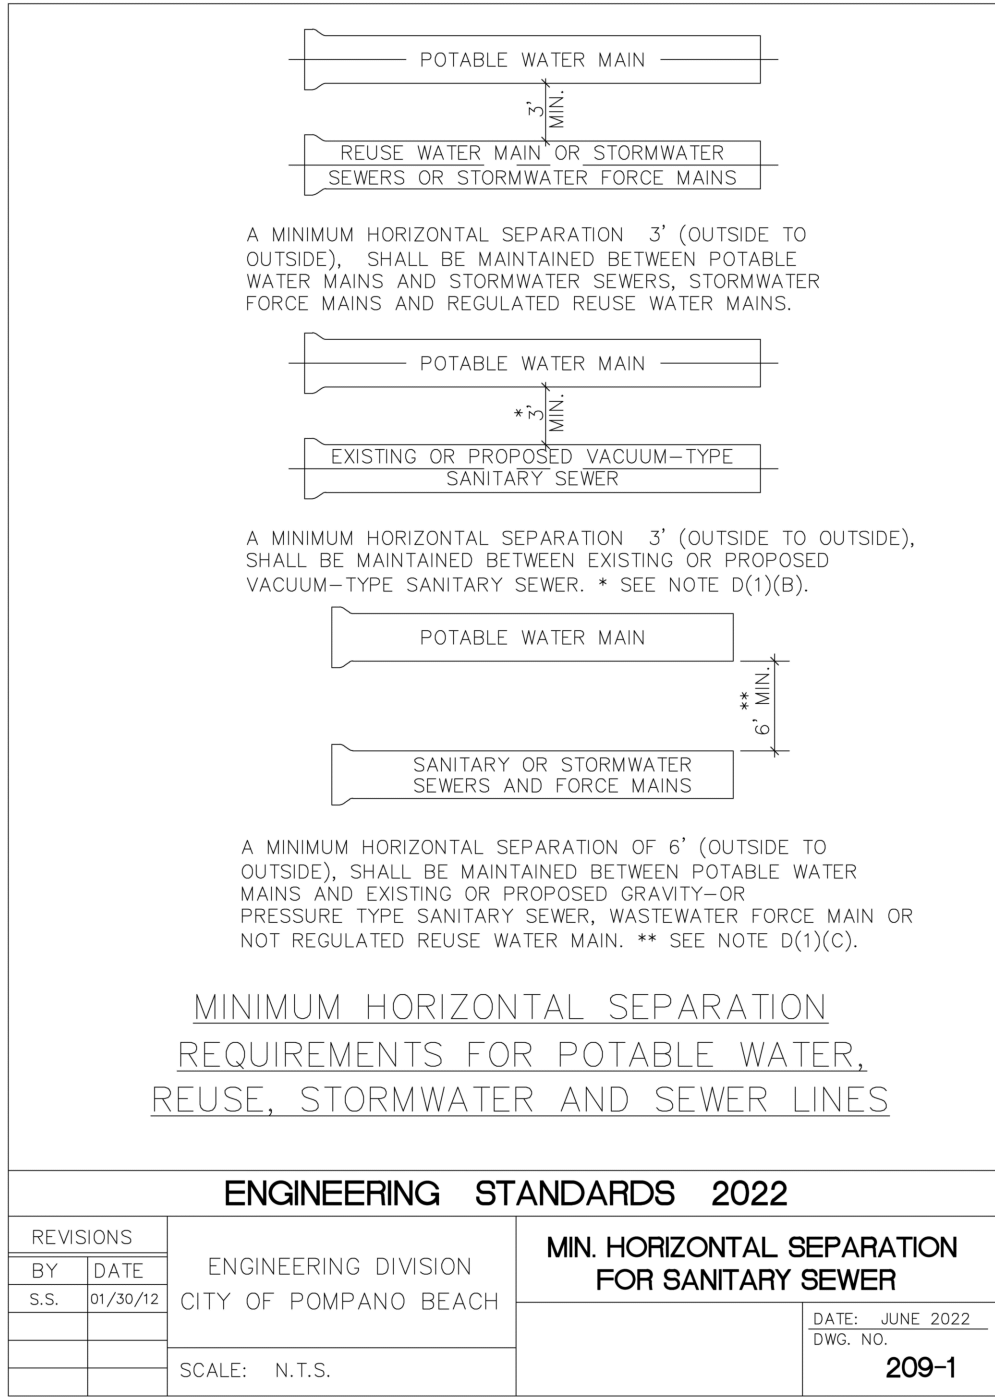 POTABLE WATER MAIN
3'
MIN.
REUSE WATER MAIN OR STORMWATER
SEWERS OR STORMWATER FORCE MAINS
A MINIMUM HORIZONTAL SEPARATION 3' (OUTSIDE TO
OUTSIDE), SHALL BE MAINTAINED BETWEEN POTABLE
WATER MAINS AND STORMWATER SEWERS, STORMWATER
FORCE MAINS AND REGULATED REUSE WATER MAINS.
POTABLE WATER MAIN
* 3'
MIN.
EXISTING OR PROPOSED VACUUM-TYPE
SANITARY SEWER
A MINIMUM HORIZONTAL SEPARATION 3' (OUTSIDE TO OUTSIDE),
SHALL BE MAINTAINED BETWEEN EXISTING OR PROPOSED
VACUUM-TYPE SANITARY SEWER. * SEE NOTE D(1)(B).
POTABLE WATER MAIN
**
6' MIN.
SANITARY OR STORMWATER
SEWERS AND FORCE MAINS
A MINIMUM HORIZONTAL SEPARATION OF 6' (OUTSIDE TO
OUTSIDE), SHALL BE MAINTAINED BETWEEN POTABLE WATER
MAINS AND EXISTING OR PROPOSED GRAVITY-OR
PRESSURE TYPE SANITARY SEWER, WASTEWATER FORCE MAIN OR
NOT REGULATED REUSE WATER MAIN. ** SEE NOTE D(1)(C).
MINIMUM HORIZONTAL SEPARATION
REQUIREMENTS FOR POTABLE WATER,
REUSE, STORMWATER AND SEWER LINES
ENGINEERING STANDARDS 2022
REVISIONS
BY DATE
S.S. 01/30/12
ENGINEERING DIVISION
CITY OF POMPANO BEACH
SCALE: N.T.S.
MIN. HORIZONTAL SEPARATION
FOR SANITARY SEWER
DATE: JUNE 2022
DWG. NO.
209-1